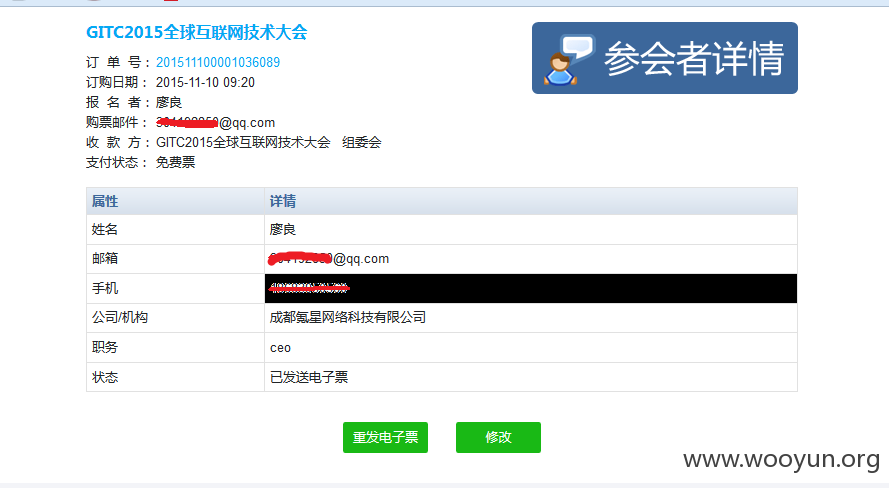 GITC2015全球互联网技术大会
参会者详情
订 单 号：201511100001036089
订购日期： 2015-11-10 09:20
报 名 者：廖良
购票邮件： @qq.com
收 款 方：GITC2015全球互联网技术大会 组委会
支付状态： 免费票
属性 详情
姓名 廖良
邮箱 @qq.com
手机
公司/机构 成都氪星网络科技有限公司
职务 ceo
状态 已发送电子票
重发电子票 修改
www.wooyun.org